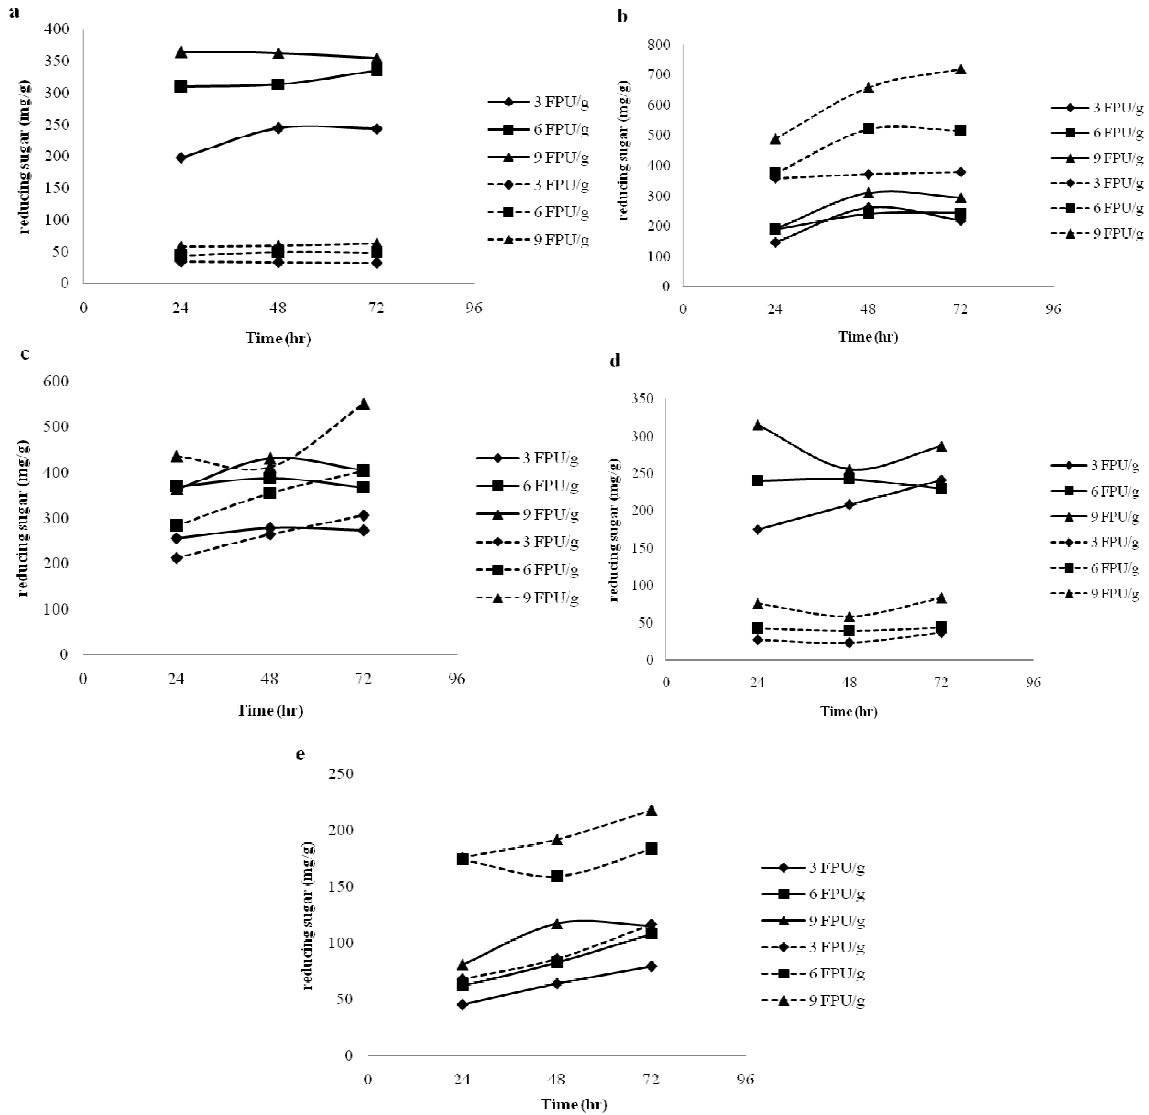 a
400
350
300
250
200
150
100
50
0
reducing sugar (mg/g)
0 24 48 72 96
Time (hr)
3 FPU/g
6 FPU/g
9 FPU/g
3 FPU/g
6 FPU/g
9 FPU/g
b
800
700
600
500
400
300
200
100
0
reducing sugar (mg/g)
0 24 48 72 96
Time (hr)
3 FPU/g
6 FPU/g
9 FPU/g
3 FPU/g
6 FPU/g
9 FPU/g
c
600
500
400
300
200
100
0
reducing sugar (mg/g)
0 24 48 72 96
Time (hr)
3 FPU/g
6 FPU/g
9 FPU/g
3 FPU/g
6 FPU/g
9 FPU/g
d
350
300
250
200
150
100
50
0
reducing sugar (mg/g)
0 24 48 72 96
Time (hr)
3 FPU/g
6 FPU/g
9 FPU/g
3 FPU/g
6 FPU/g
9 FPU/g
e
250
200
150
100
50
0
reducing sugar (mg/g)
0 24 48 72 96
Time (hr)
3 FPU/g
6 FPU/g
9 FPU/g
3 FPU/g
6 FPU/g
9 FPU/g